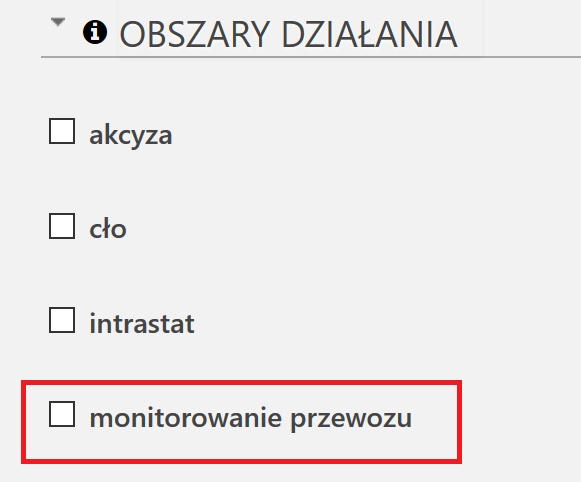 OBSZARY DZIAŁANIA
akcyza
cło
intrastat
monitorowanie przewozu